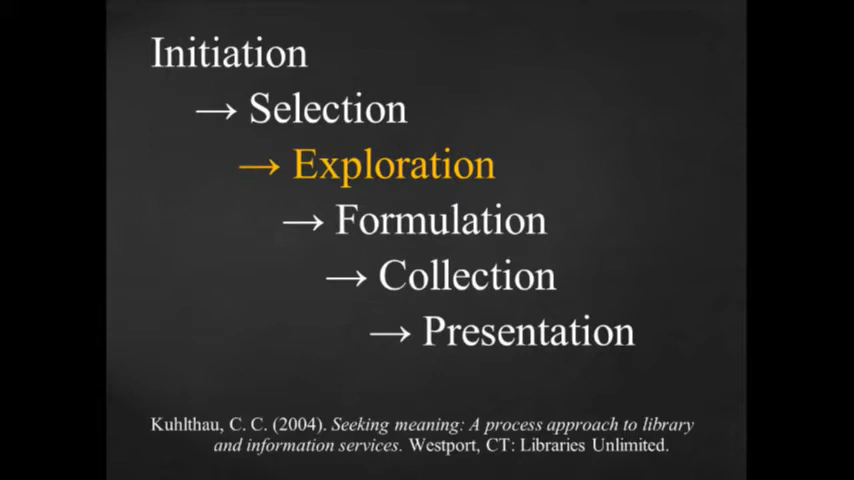 Initiation
→ Selection
→ Exploration
→ Formulation
→ Collection
→ Presentation
Kuhlthau, C. C. (2004). Seeking meaning: A process approach to library
and information services. Westport, CT: Libraries Unlimited.